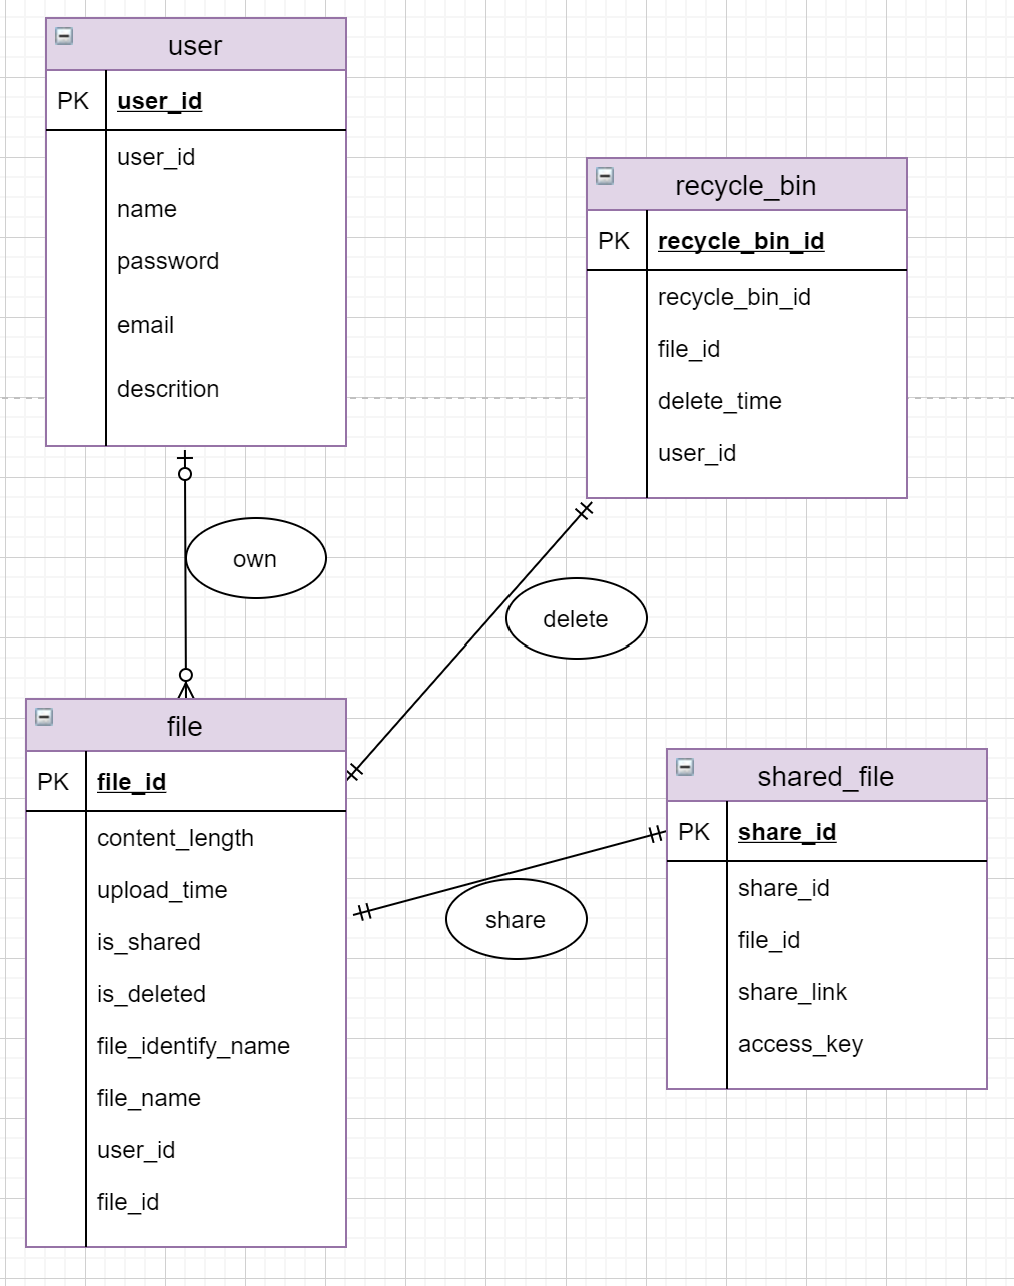 user
PK user_id
user_id
name
password
email
descrition
recycle_bin
PK recycle_bin_id
recycle_bin_id
file_id
delete_time
user_id
own
delete
file
PK file_id
content_length
upload_time
is_shared
is_deleted
file_identify_name
file_name
user_id
file_id
share
shared_file
PK share_id
share_id
file_id
share_link
access_key